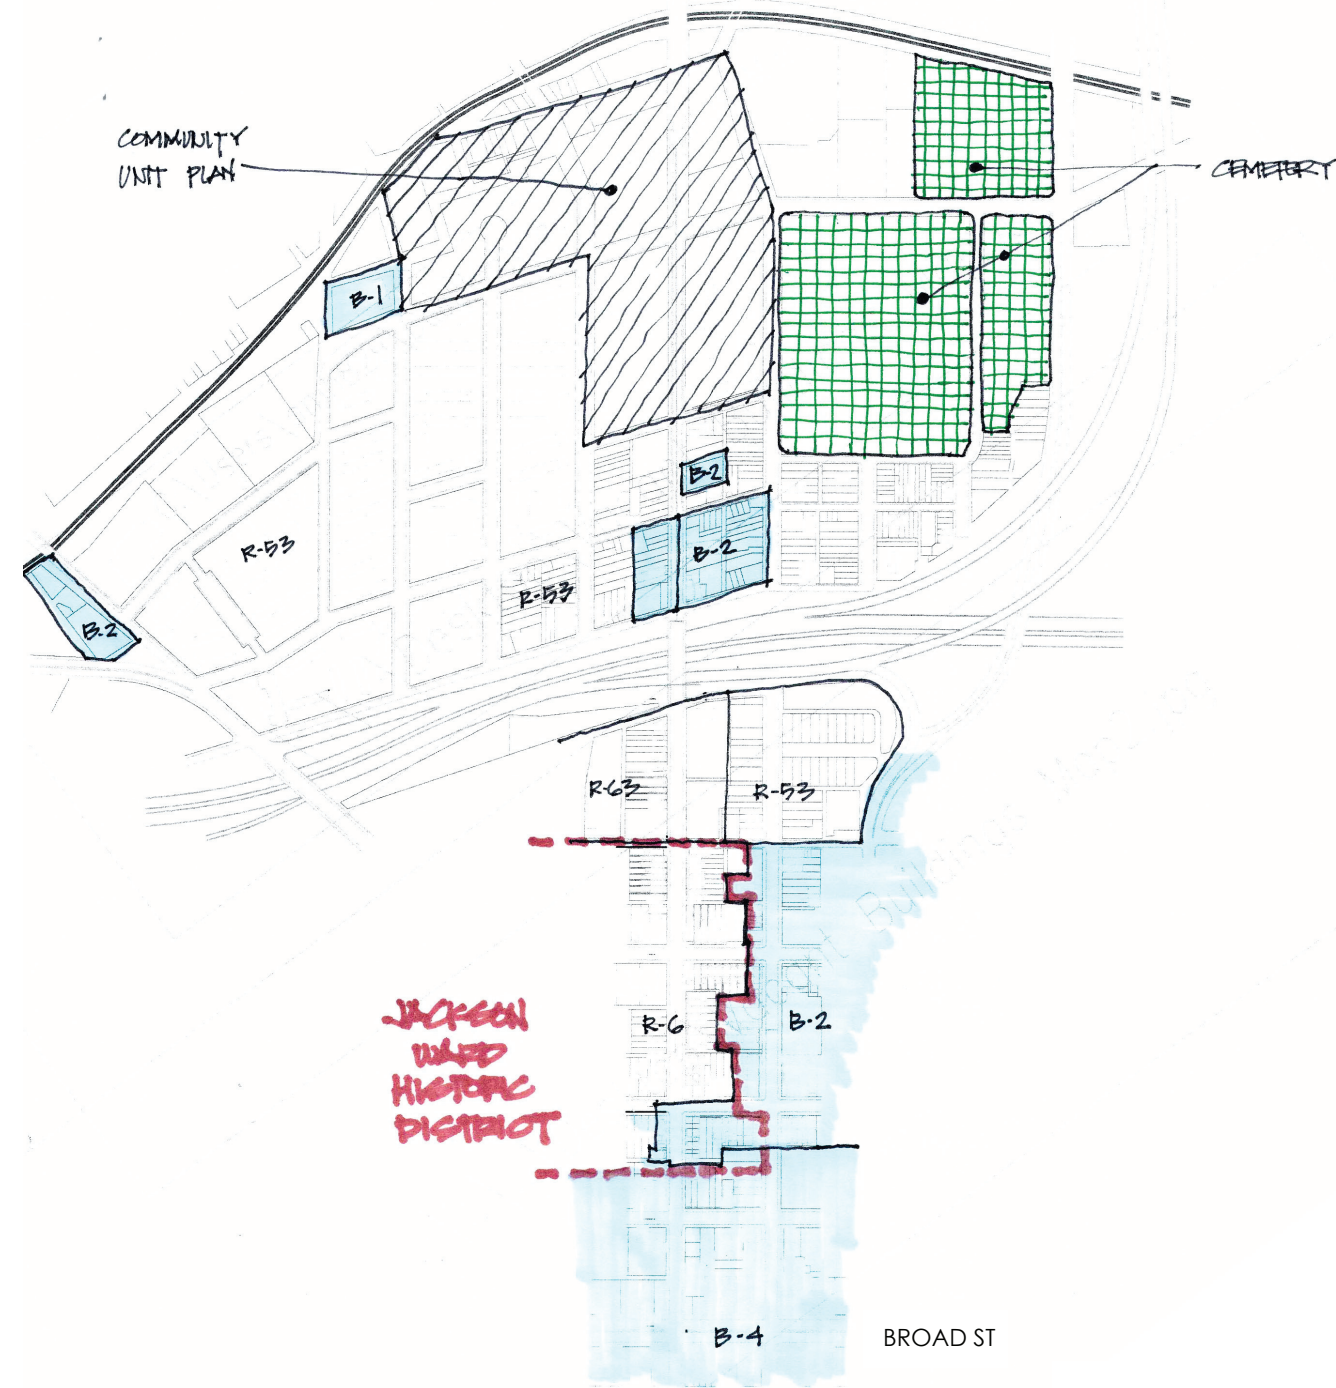 COMMUNITY
UNIT PLAN
CEMETERY
B-1
B-2
R-53
B-2
R-53
B-2
R-63
R-53
JACKSON
WARD
HISTORIC
DISTRICT
R-6
B-2
B-4
BROAD ST